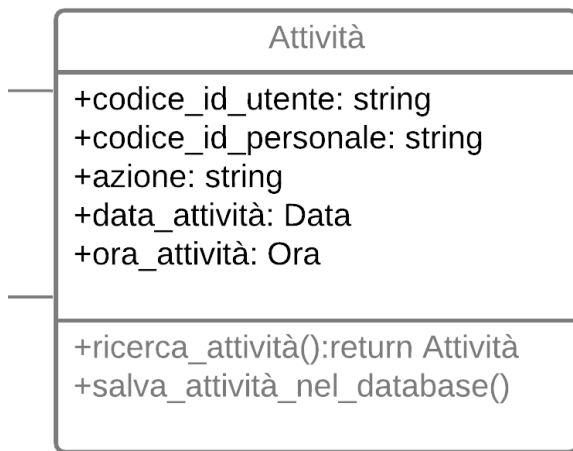 Attività
+codice_id_utente: string
+codice_id_personale: string
+azione: string
+data_attività: Data
+ora_attività: Ora
+ricerca_attività():return Attività
+salva_attività_nel_database()